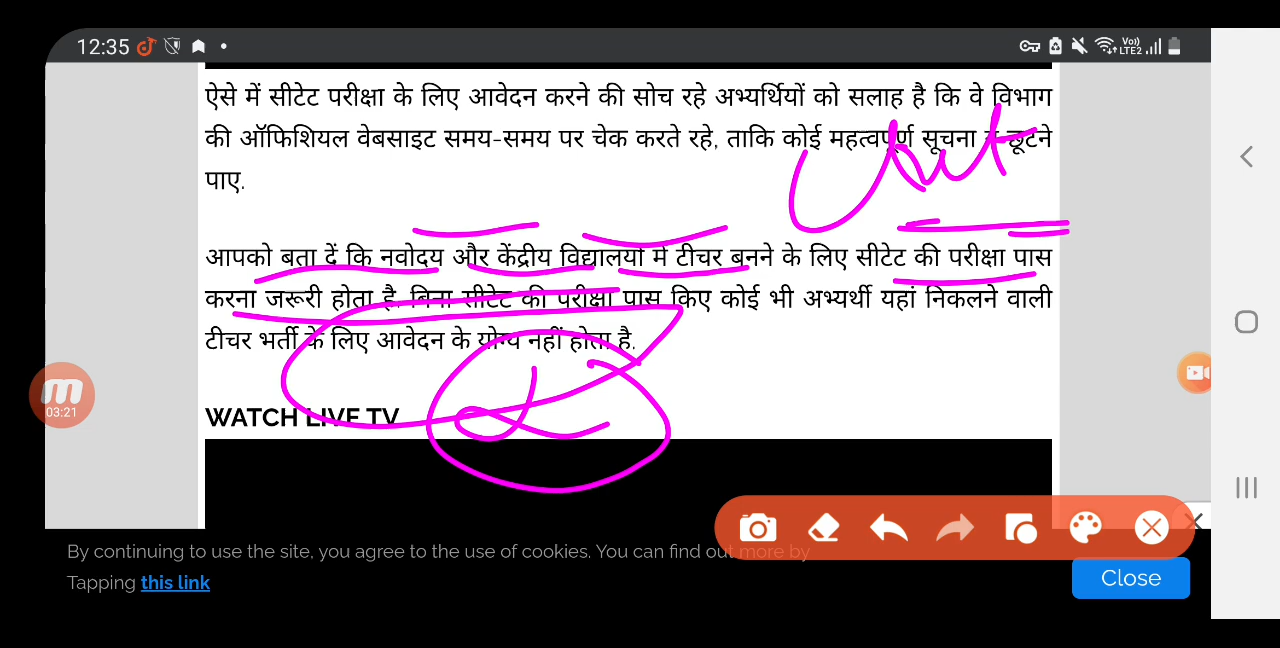 12:35
Vo))
LTE2
ऐसे में सीटेट परीक्षा के लिए आवेदन करने की सोच रहे अभ्यर्थियों को सलाह है कि वे विभाग
की ऑफिशियल वेबसाइट समय-समय पर चेक करते रहे, ताकि कोई महत्वपूर्ण सूचना न छूटने
पाए.
आपको बता दें कि नवोदय और केंद्रीय विद्यालयों में टीचर बनने के लिए सीटेट की परीक्षा पास
करना जरूरी होता है. बिना सीटेट की परीक्षा पास किए कोई भी अभ्यर्थी यहां निकलने वाली
टीचर भर्ती के लिए आवेदन के योग्य नहीं होता है.
03:21
WATCH LIVE TV
By continuing to use the site, you agree to the use of cookies. You can find out more by
Tapping this link
Close